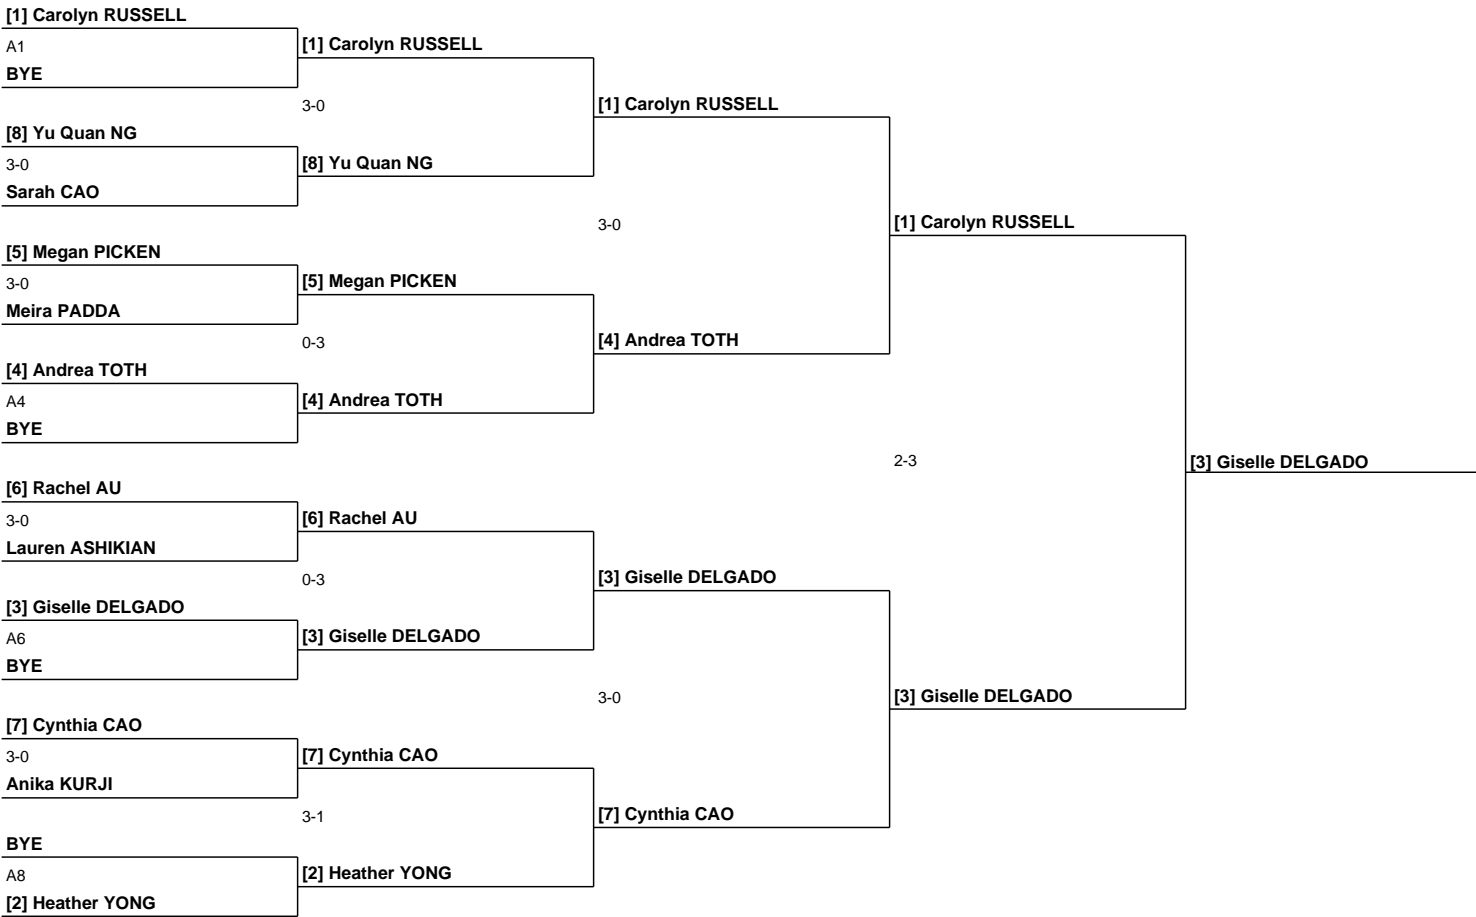 [1] Carolyn RUSSELL
A1
BYE
[8] Yu Quan NG
3-0
Sarah CAO
[5] Megan PICKEN
3-0
Meira PADDA
[4] Andrea TOTH
A4
BYE
[6] Rachel AU
3-0
Lauren ASHIKIAN
[3] Giselle DELGADO
A6
BYE
[7] Cynthia CAO
3-0
Anika KURJI
BYE
A8
[2] Heather YONG
[1] Carolyn RUSSELL
3-0
[8] Yu Quan NG
[5] Megan PICKEN
0-3
[4] Andrea TOTH
[6] Rachel AU
0-3
[3] Giselle DELGADO
[7] Cynthia CAO
3-1
[2] Heather YONG
[1] Carolyn RUSSELL
3-0
[4] Andrea TOTH
[3] Giselle DELGADO
3-0
[7] Cynthia CAO
[1] Carolyn RUSSELL
2-3
[3] Giselle DELGADO
[3] Giselle DELGADO